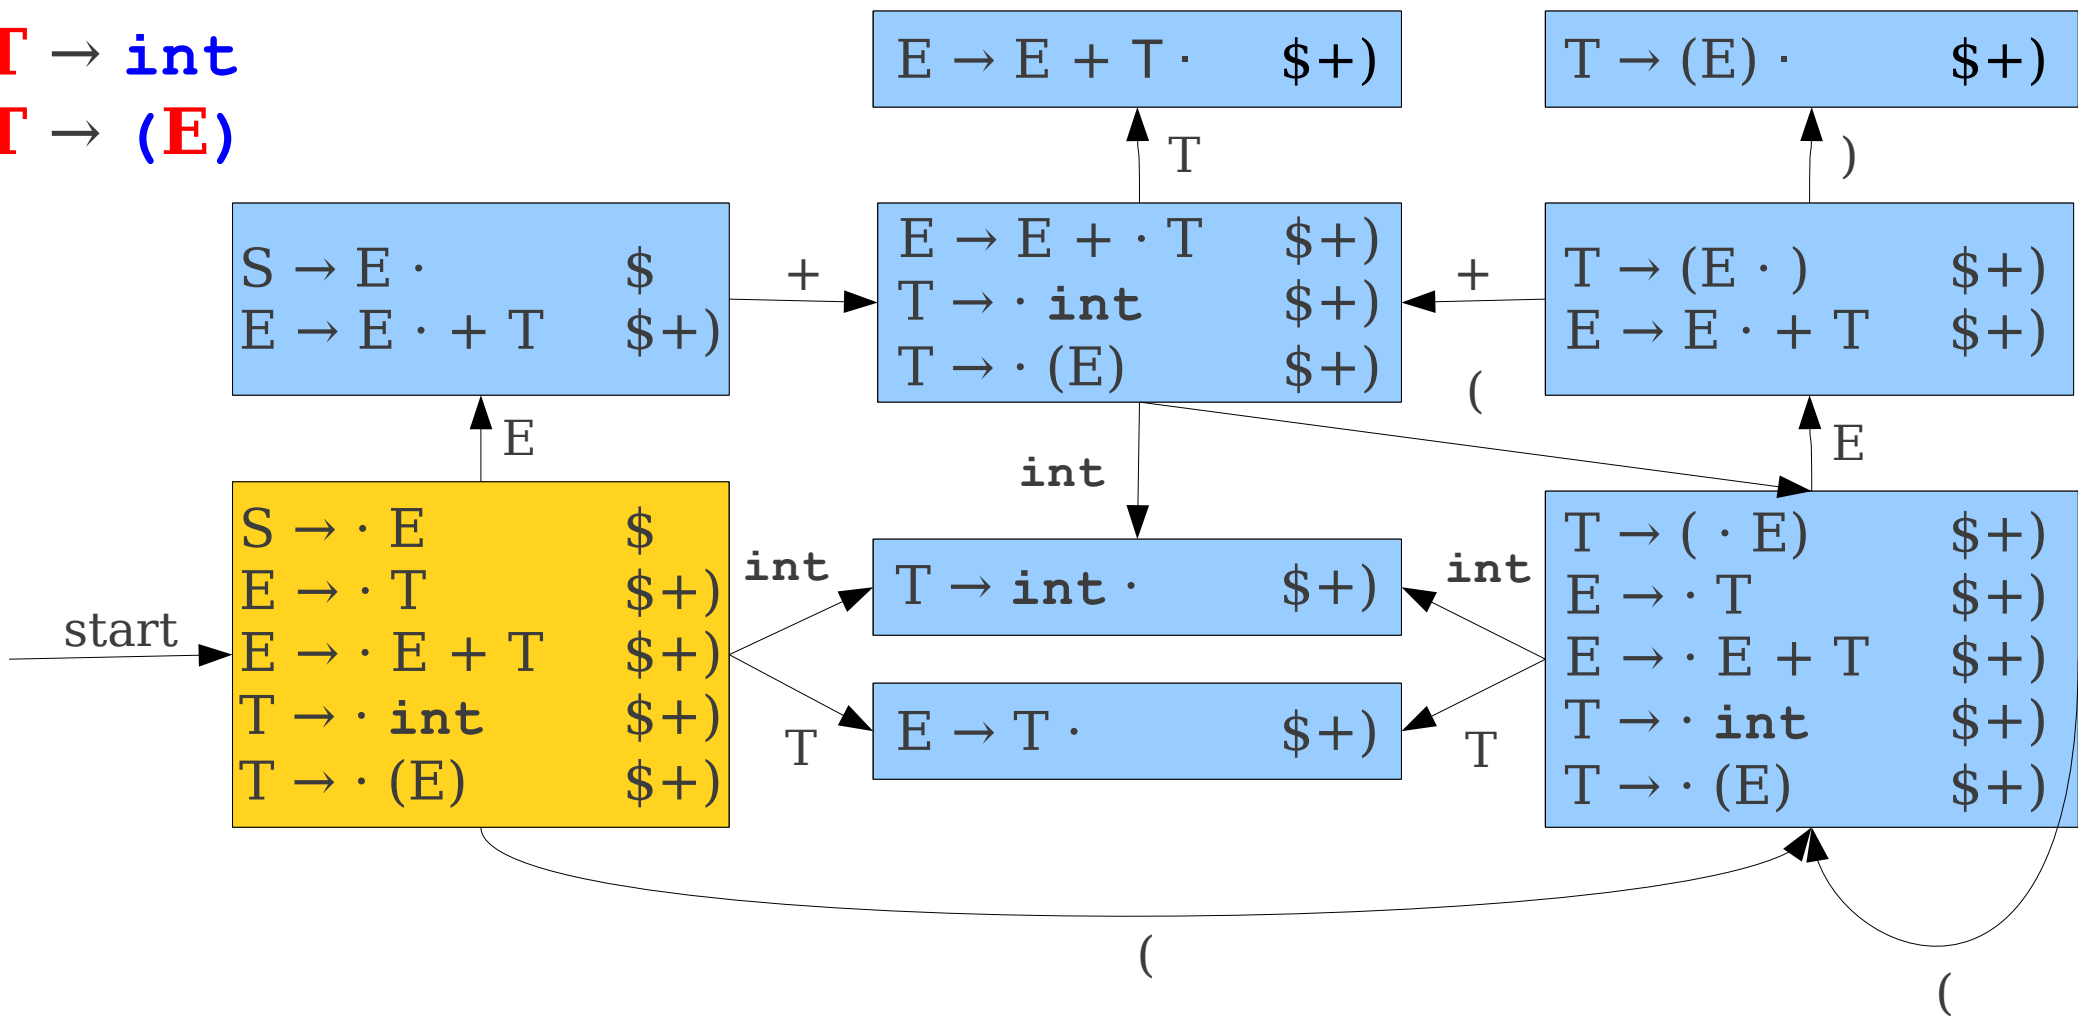 T → int
T → (E)
E → E + T · $+)
T → (E) · $+)
T
)
S → E · $
E → E · + T $+)
+
E → E + · T $+)
T → · int $+)
T → · (E) $+)
+
T → (E · ) $+)
E → E · + T $+)
(
E
int
E
start
S → · E $
E → · T $+)
E → · E + T $+)
T → · int $+)
T → · (E) $+)
int
T
T → int · $+)
E → T · $+)
int
T
T → ( · E) $+)
E → · T $+)
E → · E + T $+)
T → · int $+)
T → · (E) $+)
(
(